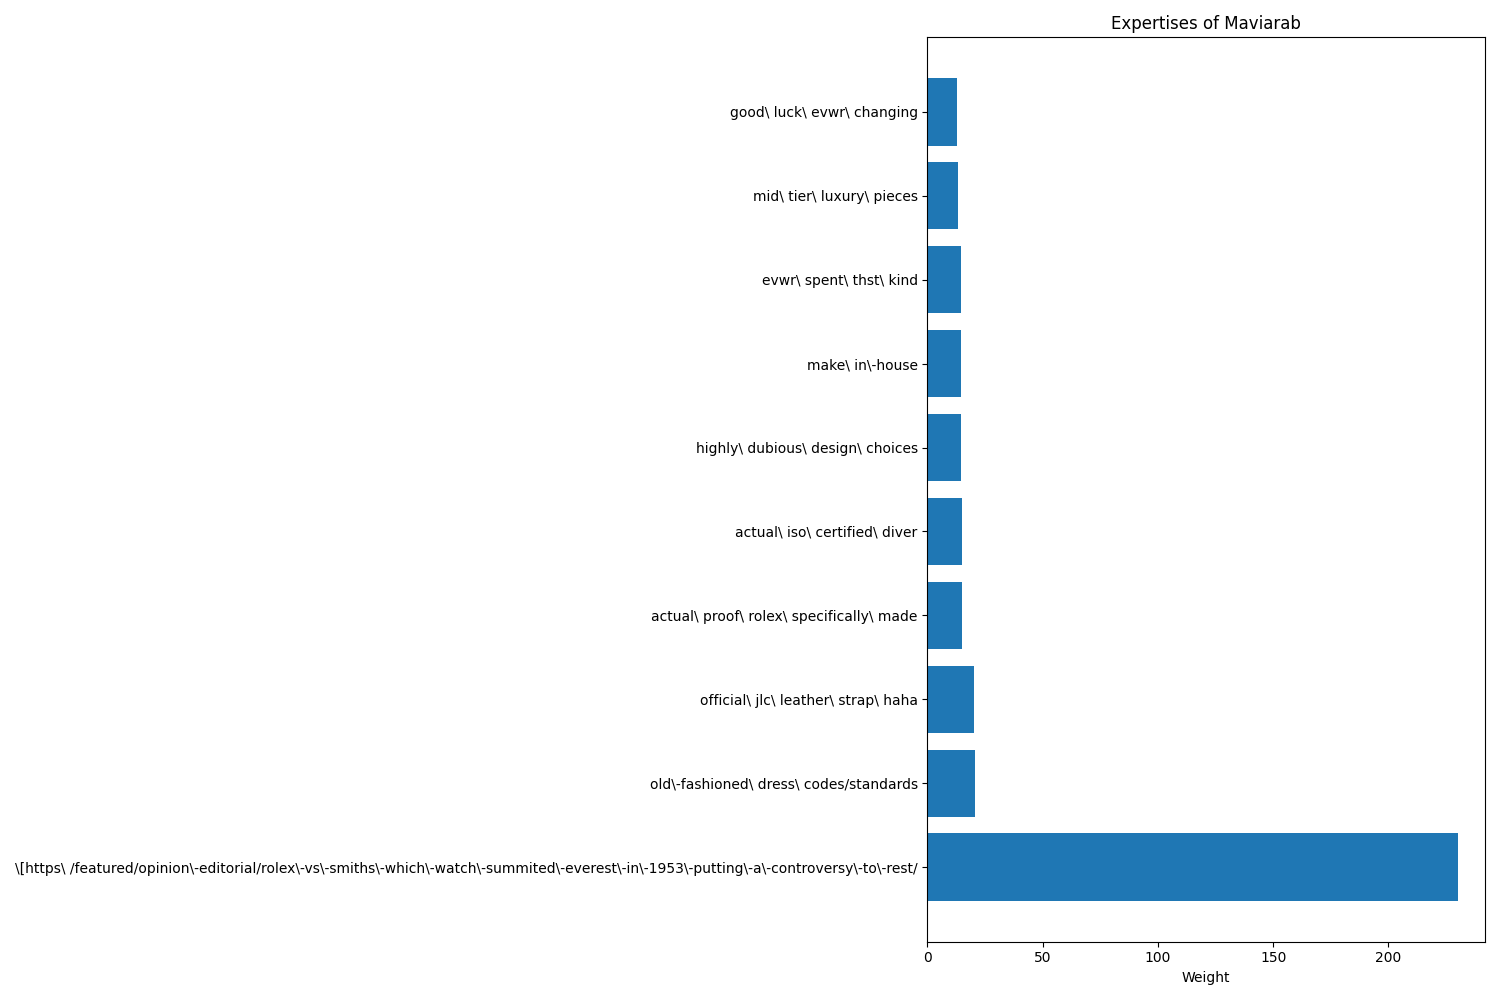 Expertises of Maviarab
good\ luck\ evwr\ changing
mid\ tier\ luxury\ pieces
evwr\ spent\ thst\ kind
make\ in\-house
highly\ dubious\ design\ choices
actual\ iso\ certified\ diver
actual\ proof\ rolex\ specifically\ made
official\ jlc\ leather\ strap\ haha
old\-fashioned\ dress\ codes/standards
\[https\ /featured/opinion\-editorial/rolex\-vs\-smiths\-which\-watch\-summited\-everest\-in\-1953\-putting\-a\-controversy\-to\-rest/
0 50 100 150 200
Weight